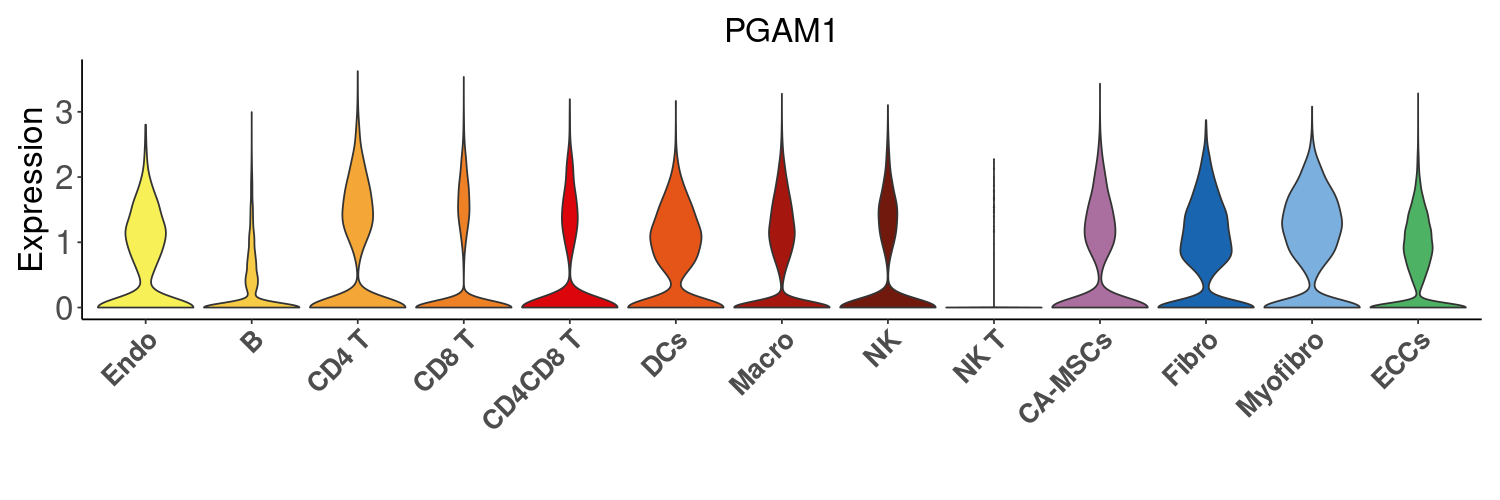 PGAM1
Expression
3
2
1
0
Endo
B
CD4 T
CD8 T
CD4CD8 T
DCs
Macro
NK
NK T
CA-MSCs
Fibro
Myofibro
ECCs